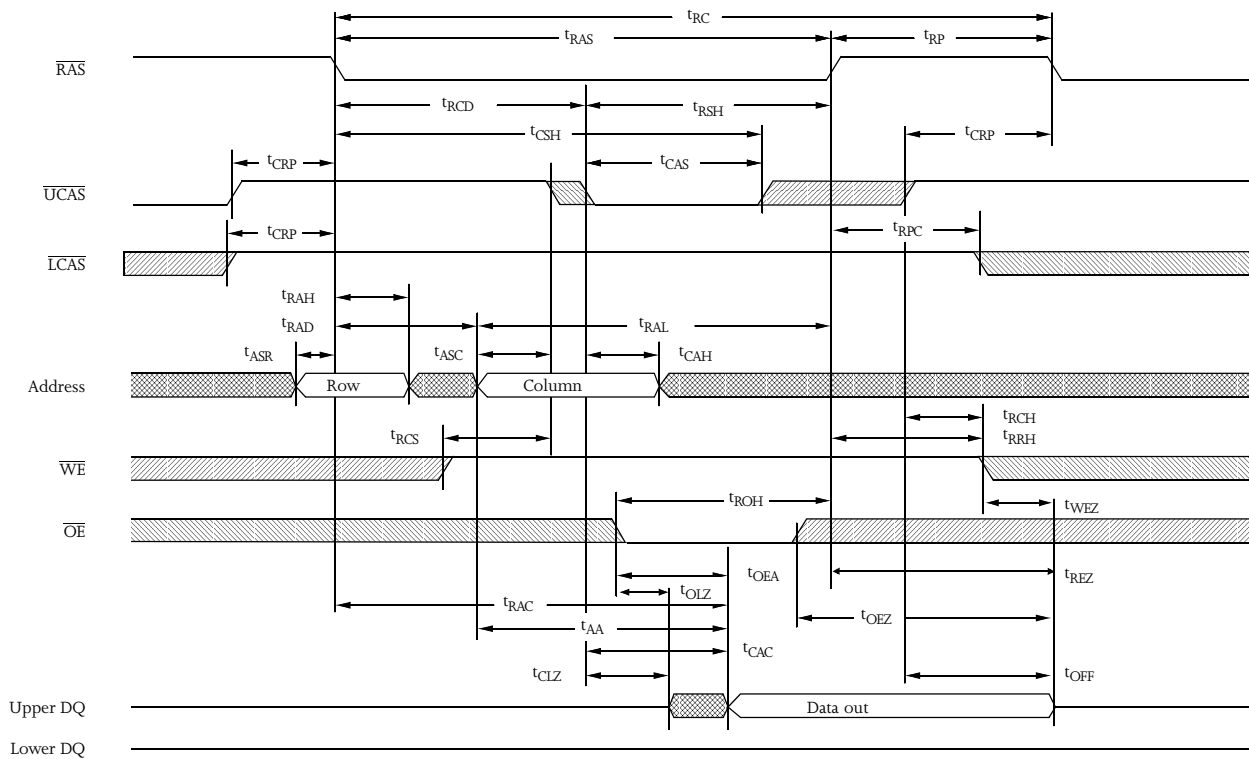 tRC
tRAS tRP
RAS
tRCD tRSH
tCSH tCRP
tCRP tCAS
UCAS
tCRP tRPC
LCAS
tRAH
tRAD tRAL
tASR tASC tCAH
Address Row Column
tRCH
tRCS tRRH
WE
tROH tWEZ
OE
tOEA tREZ
tOLZ
tRAC tOEZ
tAA
tCAC
tCLZ tOFF
Upper DQ Data out
Lower DQ